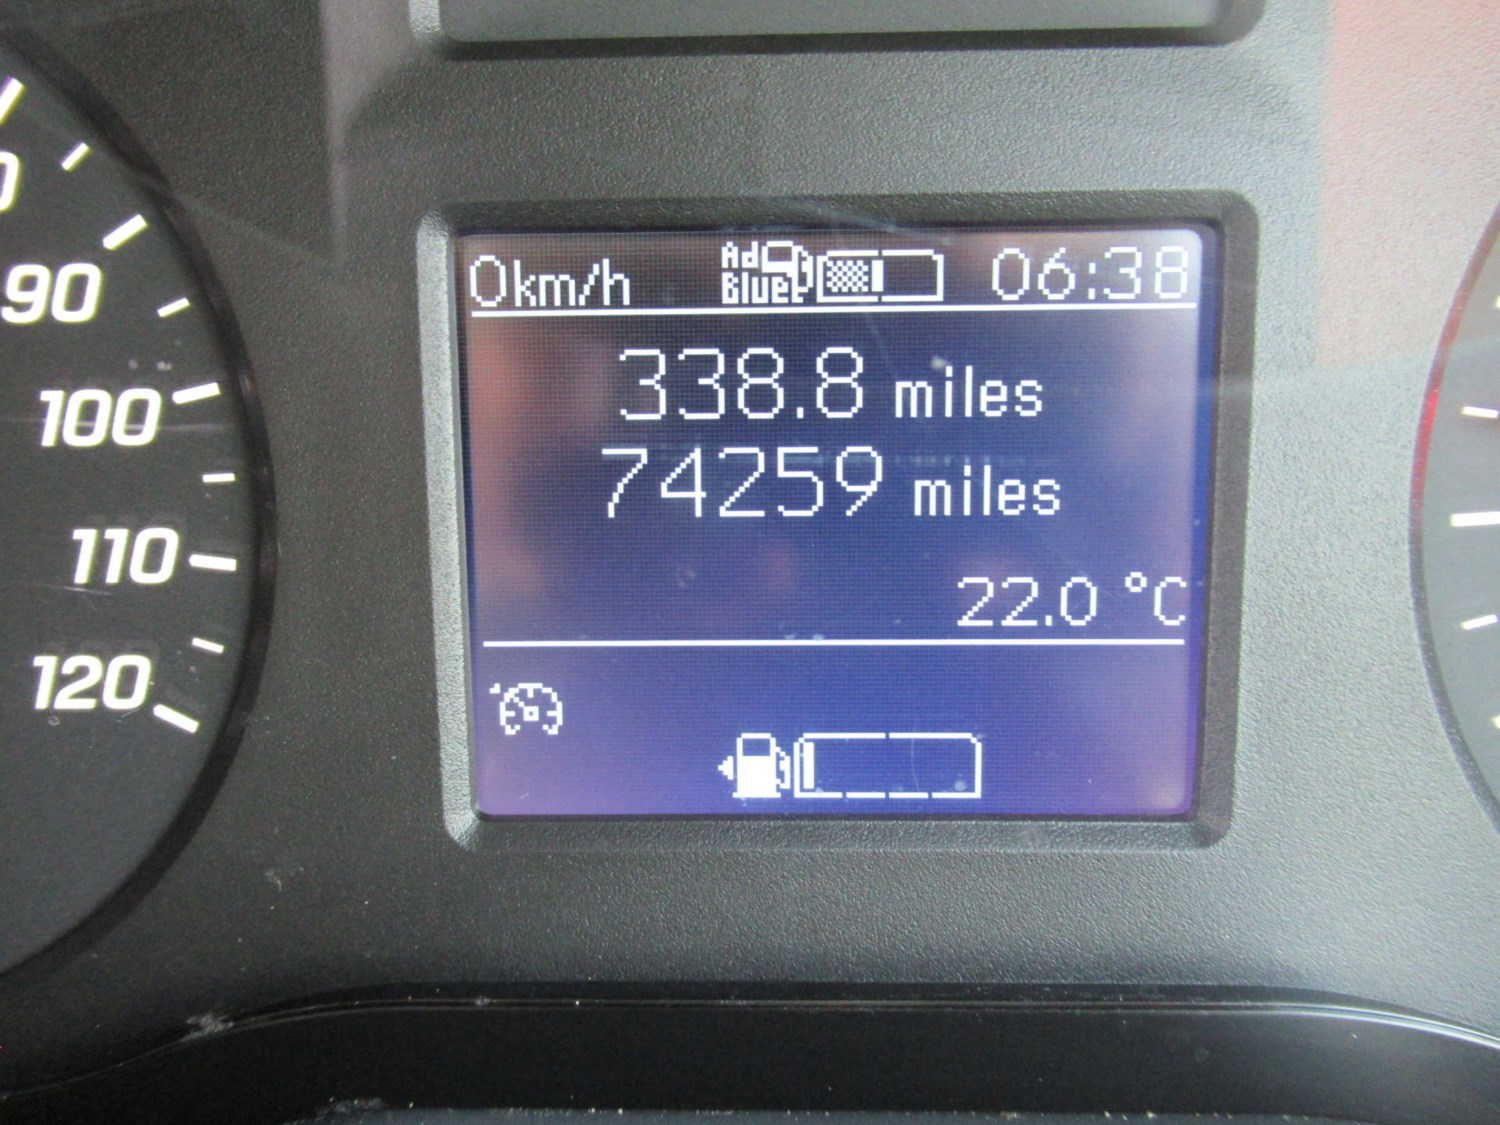 0km/h Ad Blue 06:38
338.8 miles
74259 miles
22.0 °C
90
100
110
120